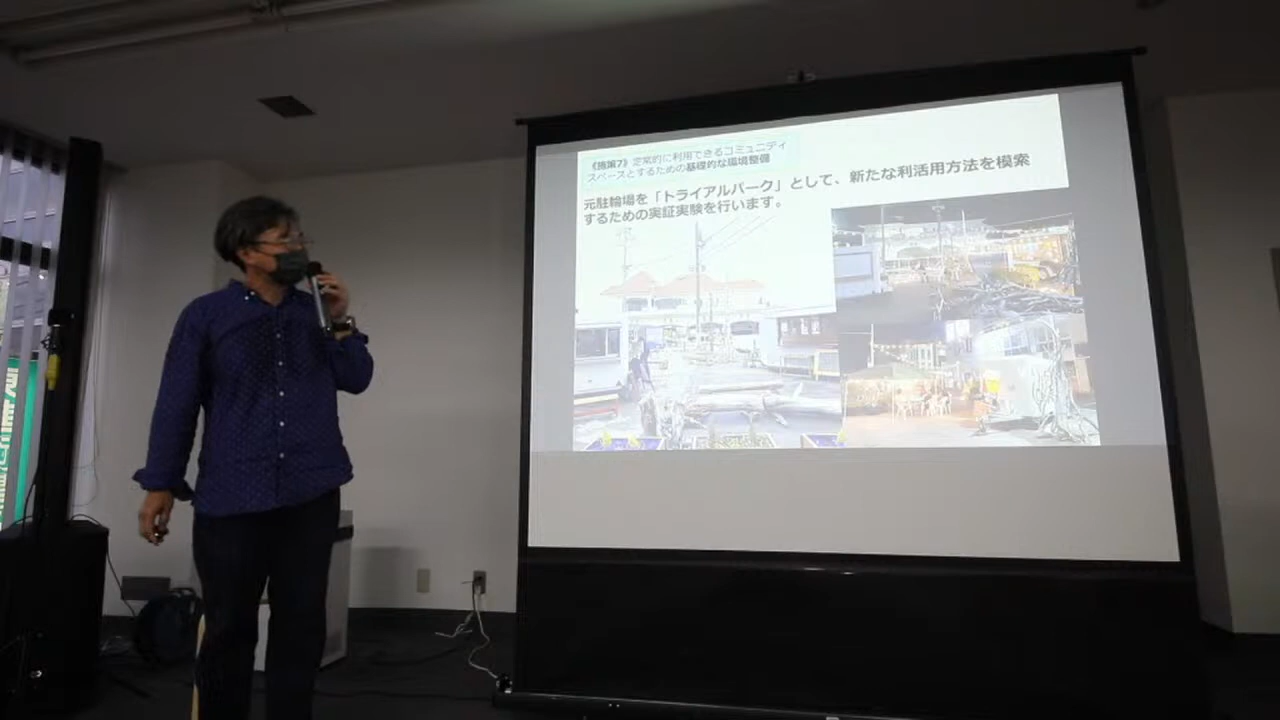 《施策7》定常的に利用できるコミュニティ
スペースとするための基礎的な環境整備
元駐輪場を「トライアルパーク」として、新たな利活用方法を模索
するための実証実験を行います。